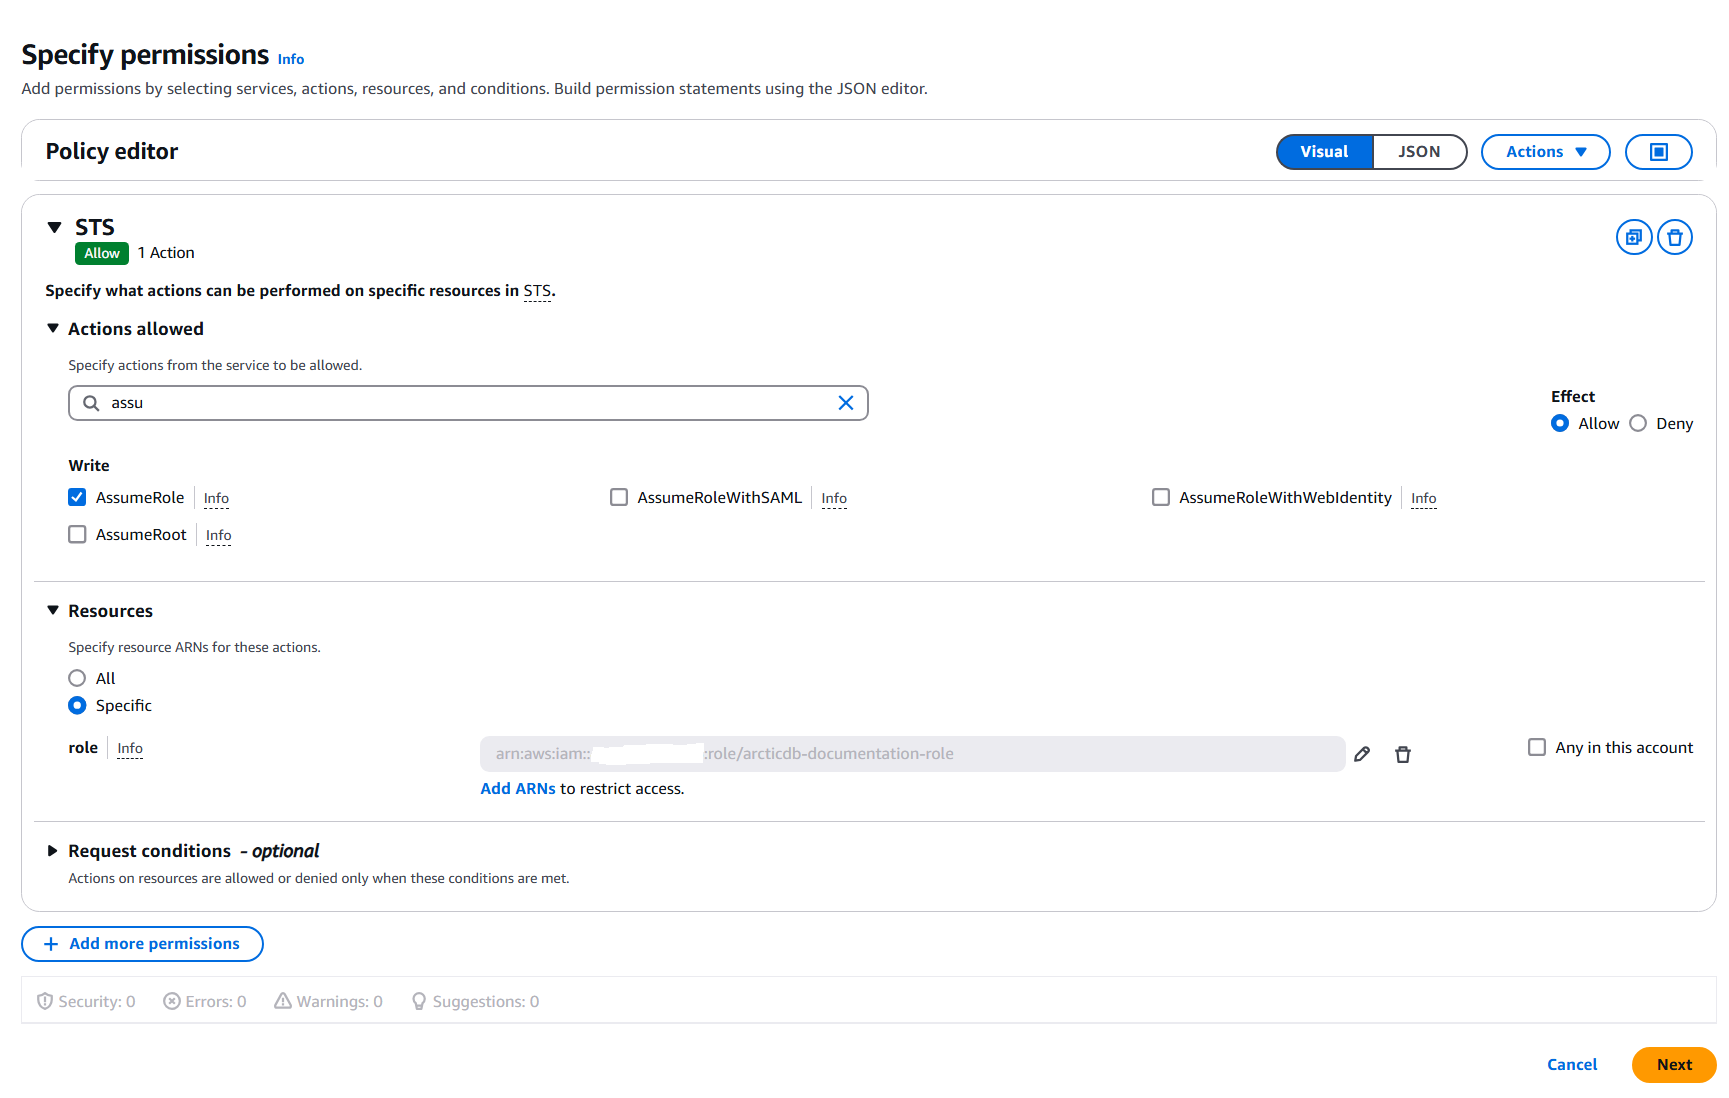 Specify permissions Info
Add permissions by selecting services, actions, resources, and conditions. Build permission statements using the JSON editor.
Policy editor
Visual JSON Actions
STS
Allow 1 Action
Specify what actions can be performed on specific resources in STS.
Actions allowed
Specify actions from the service to be allowed.
assu
Effect
Allow Deny
Write
AssumeRole Info AssumeRoleWithSAML Info AssumeRoleWithWebIdentity Info
AssumeRoot Info
Resources
Specify resource ARNs for these actions.
All
Specific
role Info arn:aws:iam:: :role/arcticdb-documentation-role Any in this account
Add ARNs to restrict access.
Request conditions - optional
Actions on resources are allowed or denied only when these conditions are met.
Add more permissions
Security: 0 Errors: 0 Warnings: 0 Suggestions: 0
Cancel Next